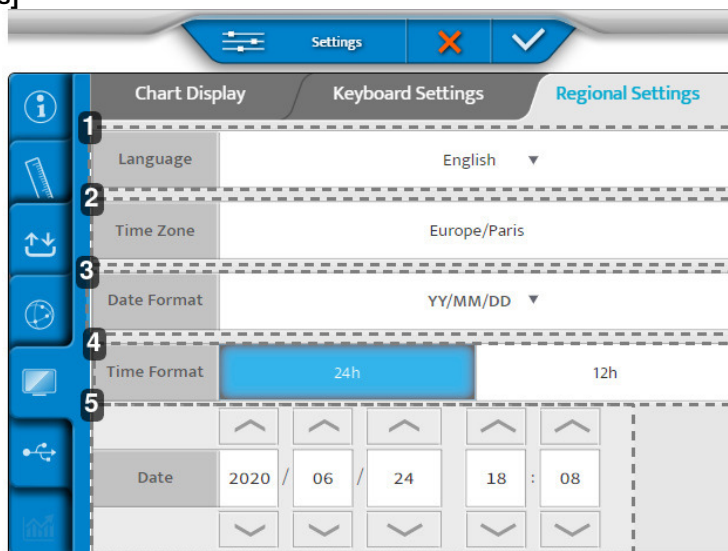 s]
Settings
Chart Display Keyboard Settings Regional Settings
1
Language English
2
Time Zone Europe/Paris
3
Date Format YY/MM/DD
4
Time Format 24h 12h
5
Date 2020 / 06 / 24 18 : 08